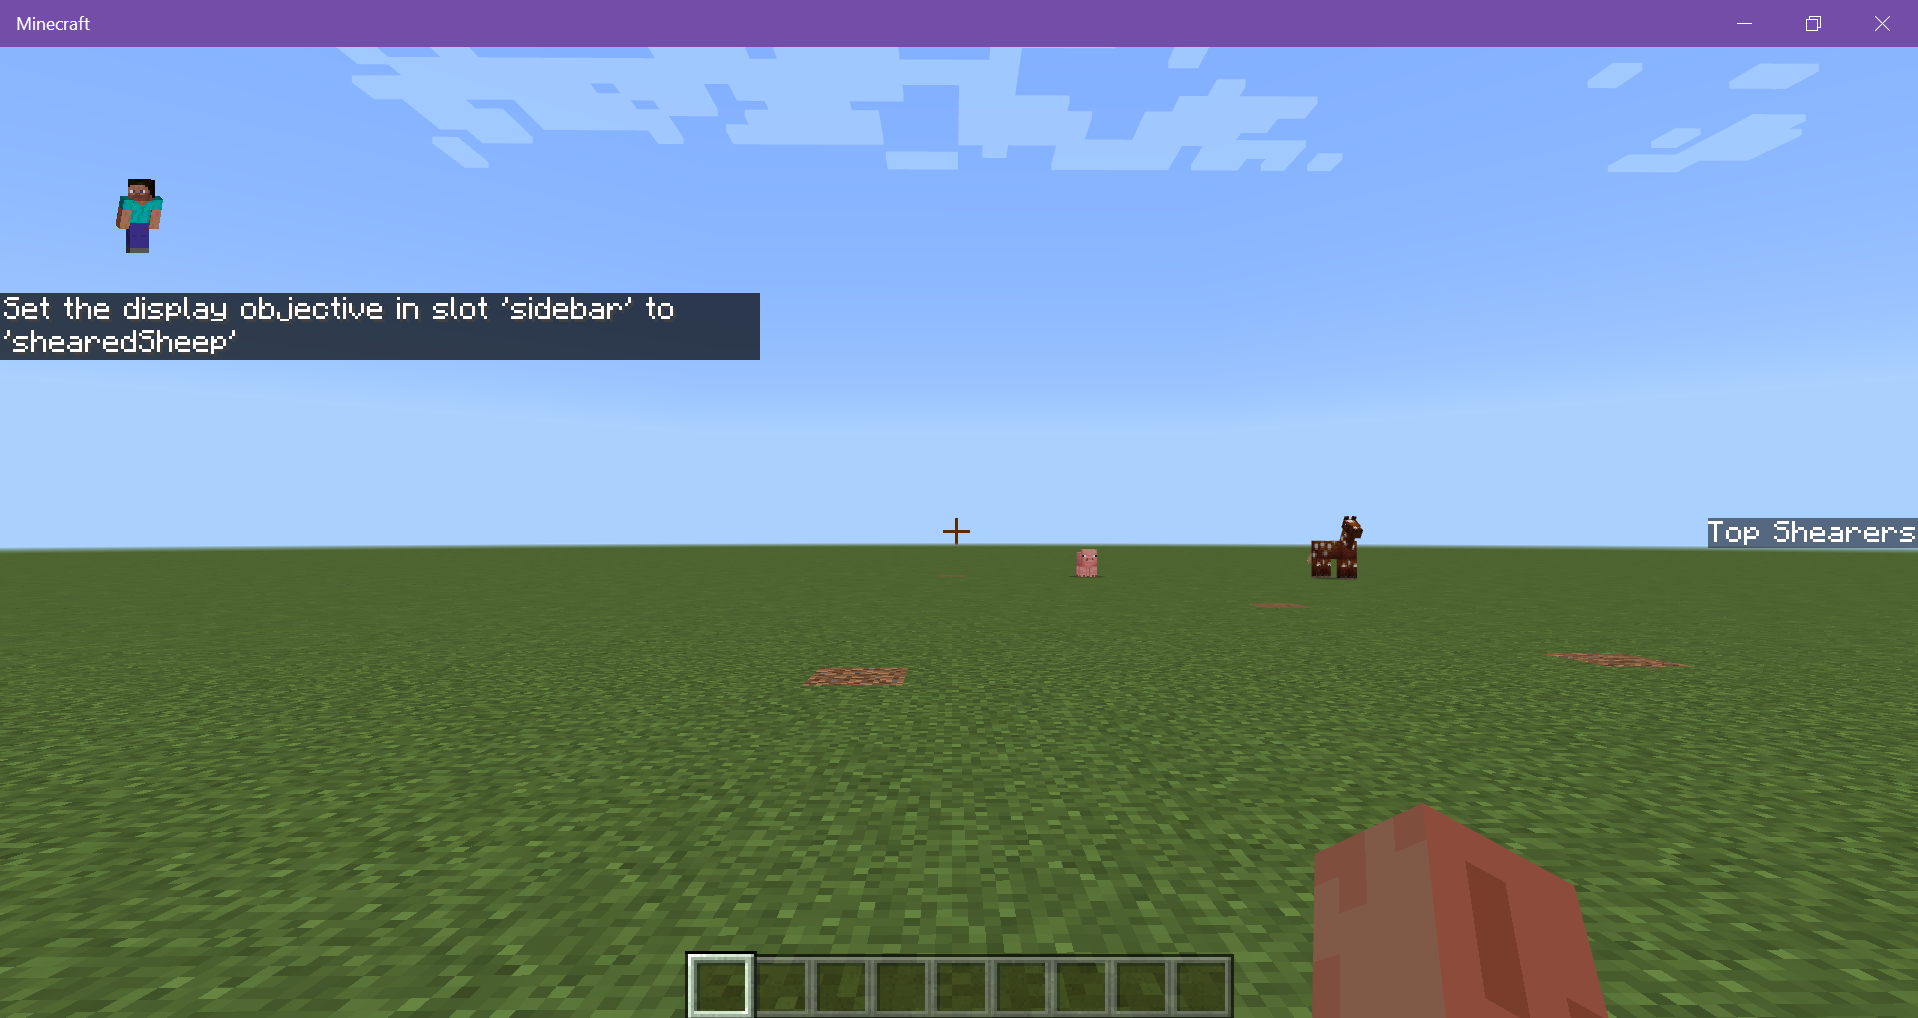 Minecraft
Set the display objective in slot 'sidebar' to
'shearedSheep'
Top Shearers